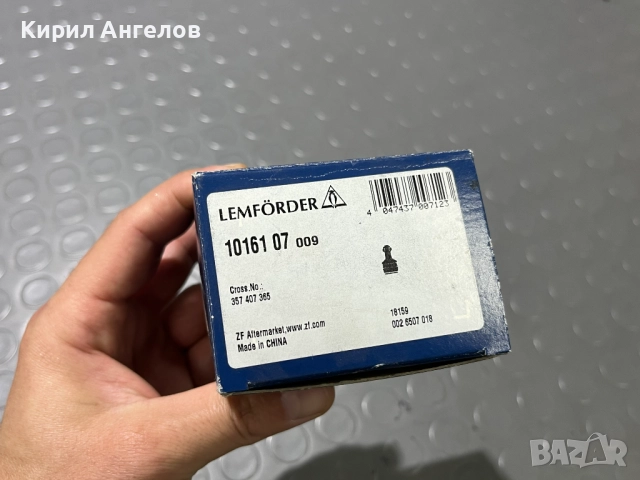 Кирил Ангелов
LEMFÖRDER
4 047437 007123
10161 07 009
Cross.No.:
357 407 365
ZF Aftermarket,www.zf.com
Made in CHINA
18159
002 6507 018
BAZAR